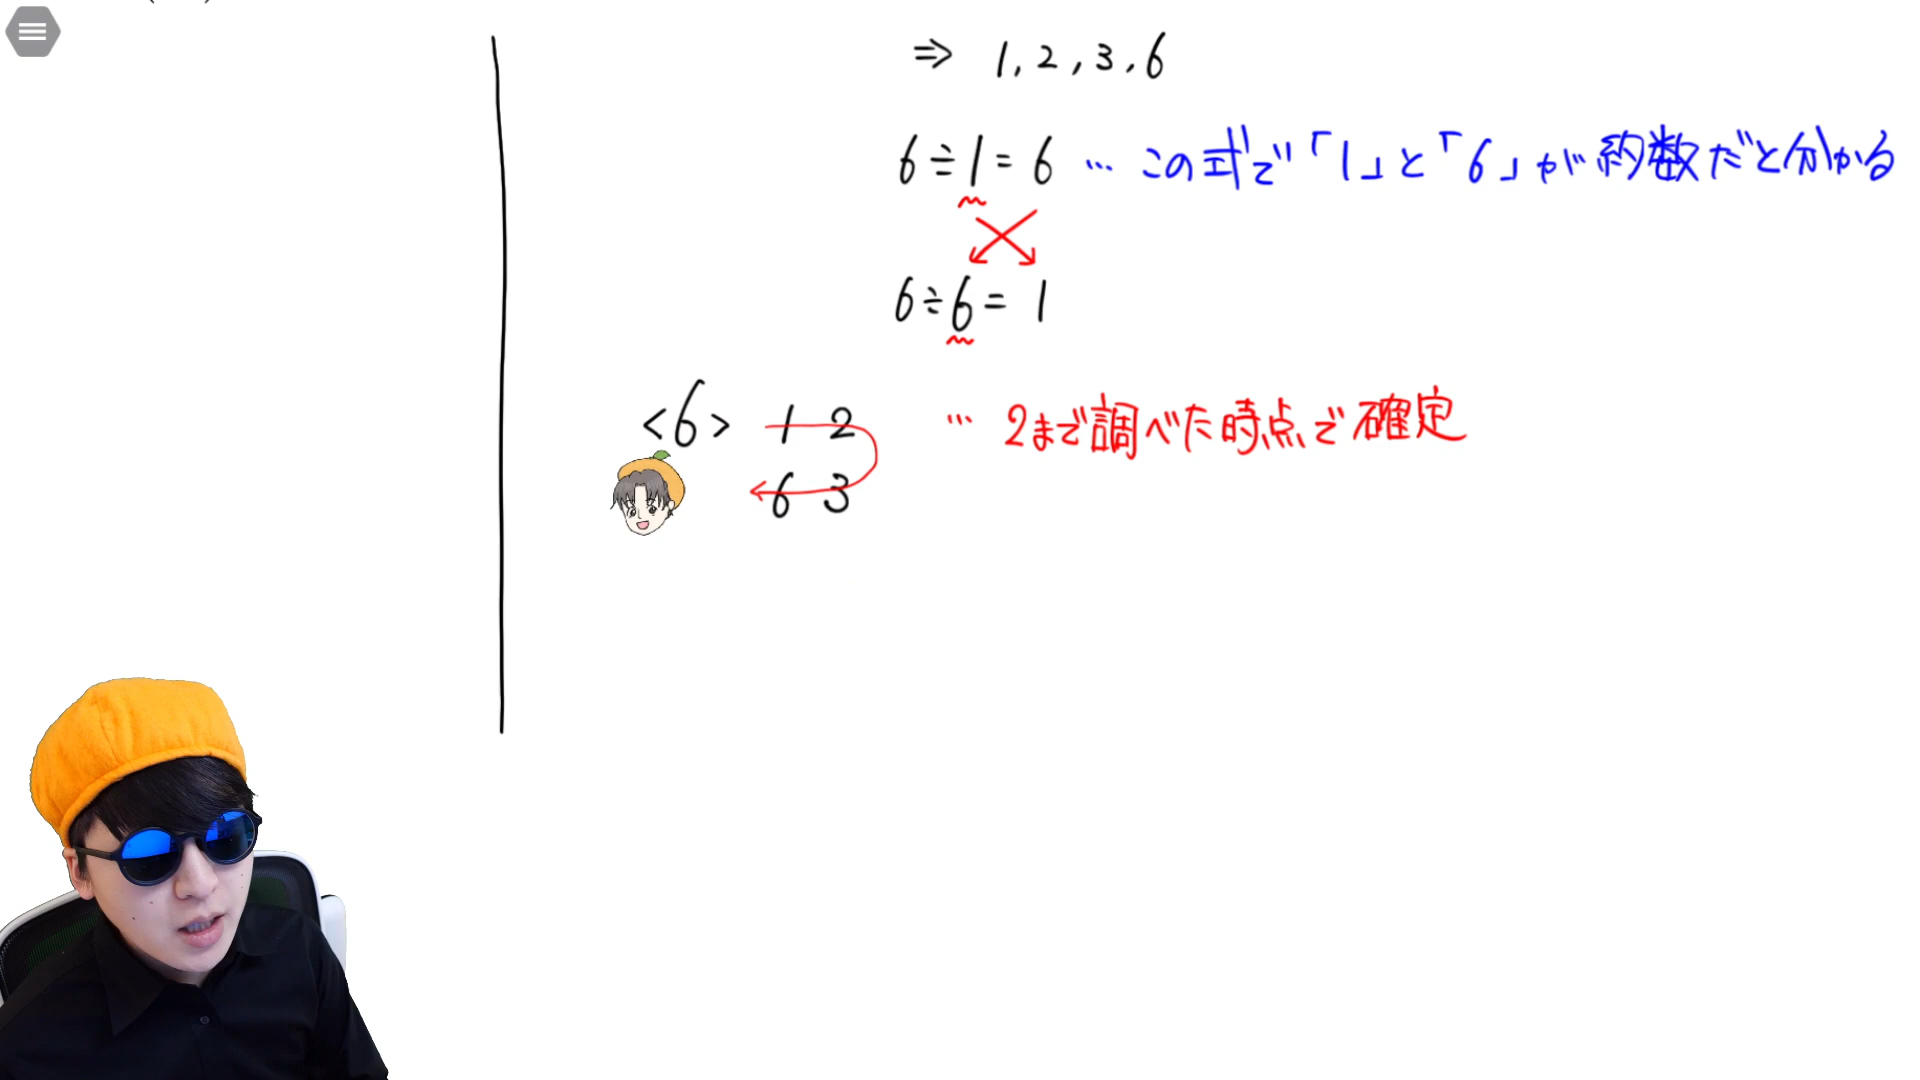 ⇒ 1, 2, 3, 6
6÷1=6 … この式で「1」と「6」が約数だと分かる
6÷6=1
<6> 1 2 … 2まで調べた時点で確定
6 3